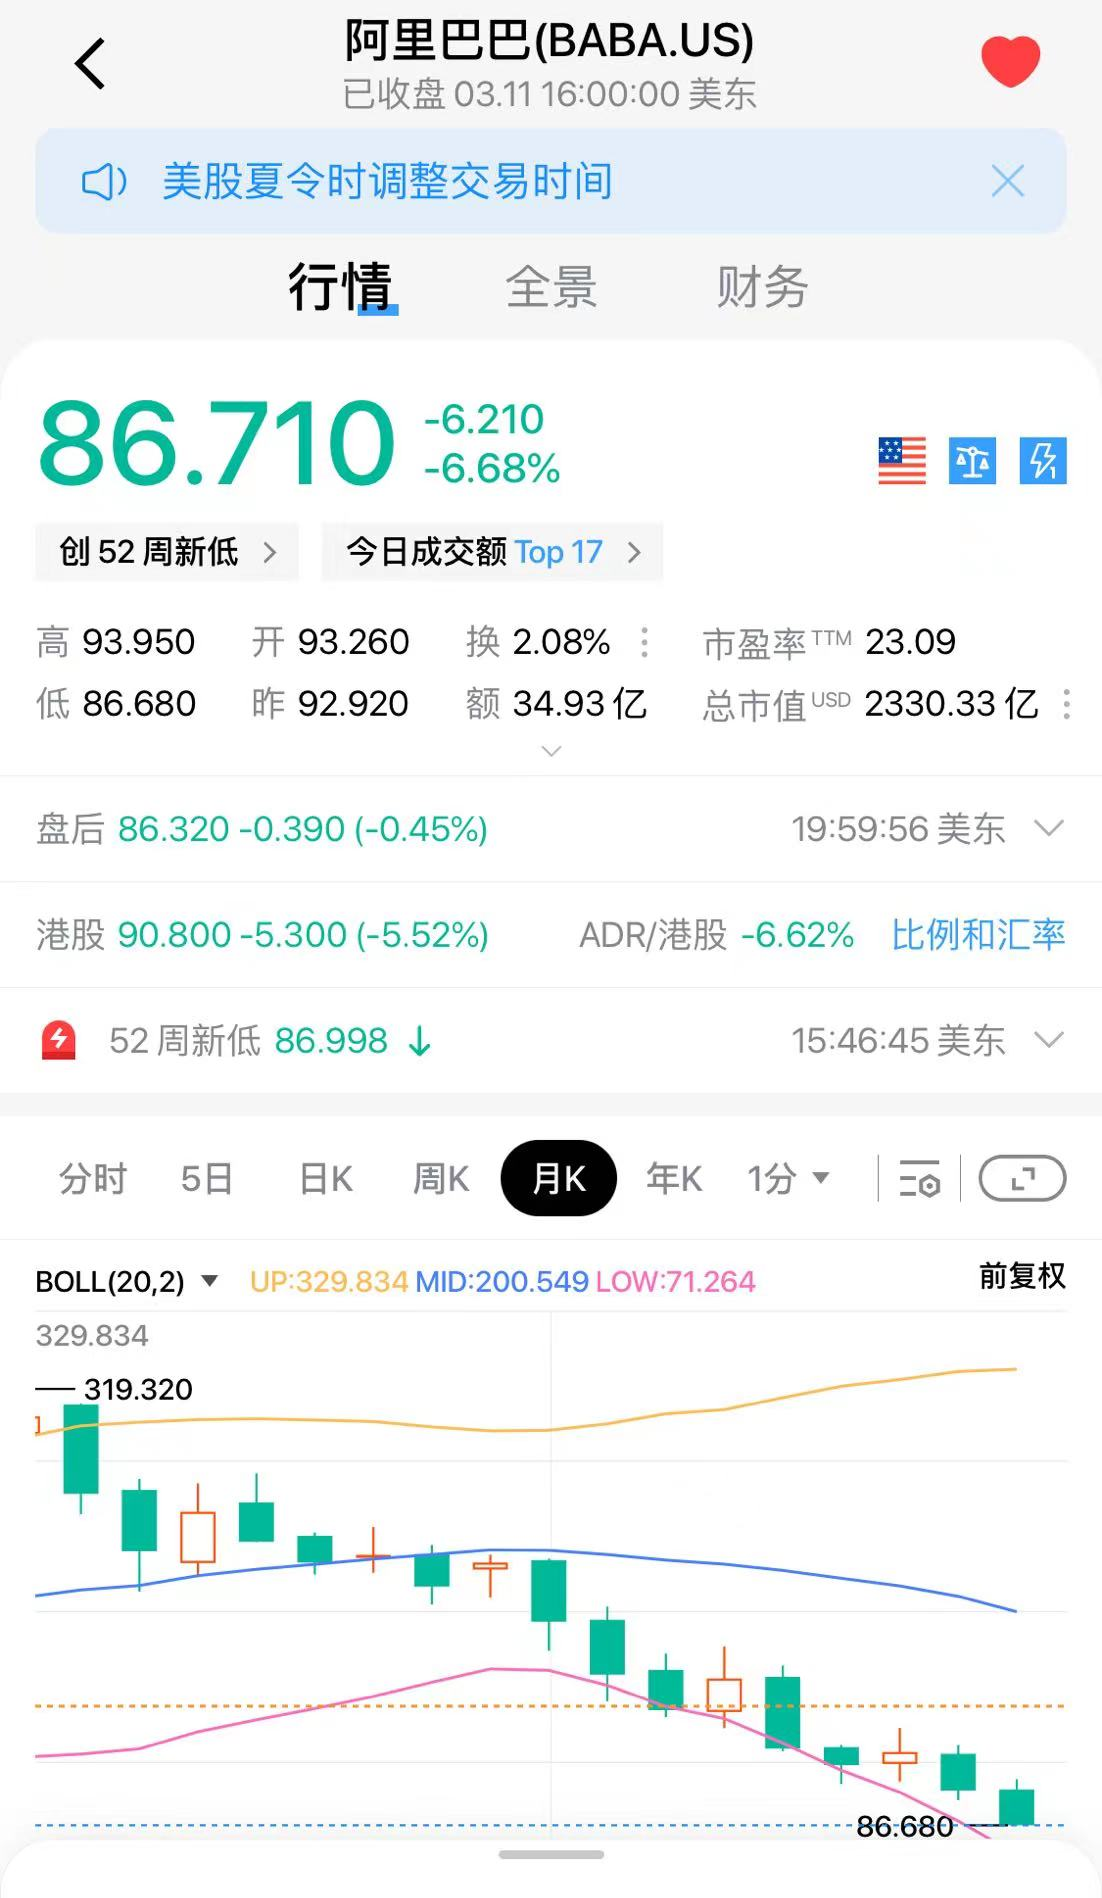 阿里巴巴(BABA.US)
已收盘 03.11 16:00:00 美东
美股夏令时调整交易时间
行情 全景 财务
86.710 -6.210
-6.68%
创 52 周新低 今日成交额 Top 17
高 93.950 开 93.260 换 2.08% 市盈率 TTM 23.09
低 86.680 昨 92.920 额 34.93 亿 总市值 USD 2330.33 亿
盘后 86.320 -0.390 (-0.45%) 19:59:56 美东
港股 90.800 -5.300 (-5.52%) ADR/港股 -6.62% 比例和汇率
52 周新低 86.998 ↓ 15:46:45 美东
分时 5日 日K 周K 月K 年K 1分
BOLL(20,2) UP:329.834 MID:200.549 LOW:71.264 前复权
329.834
319.320
86.680